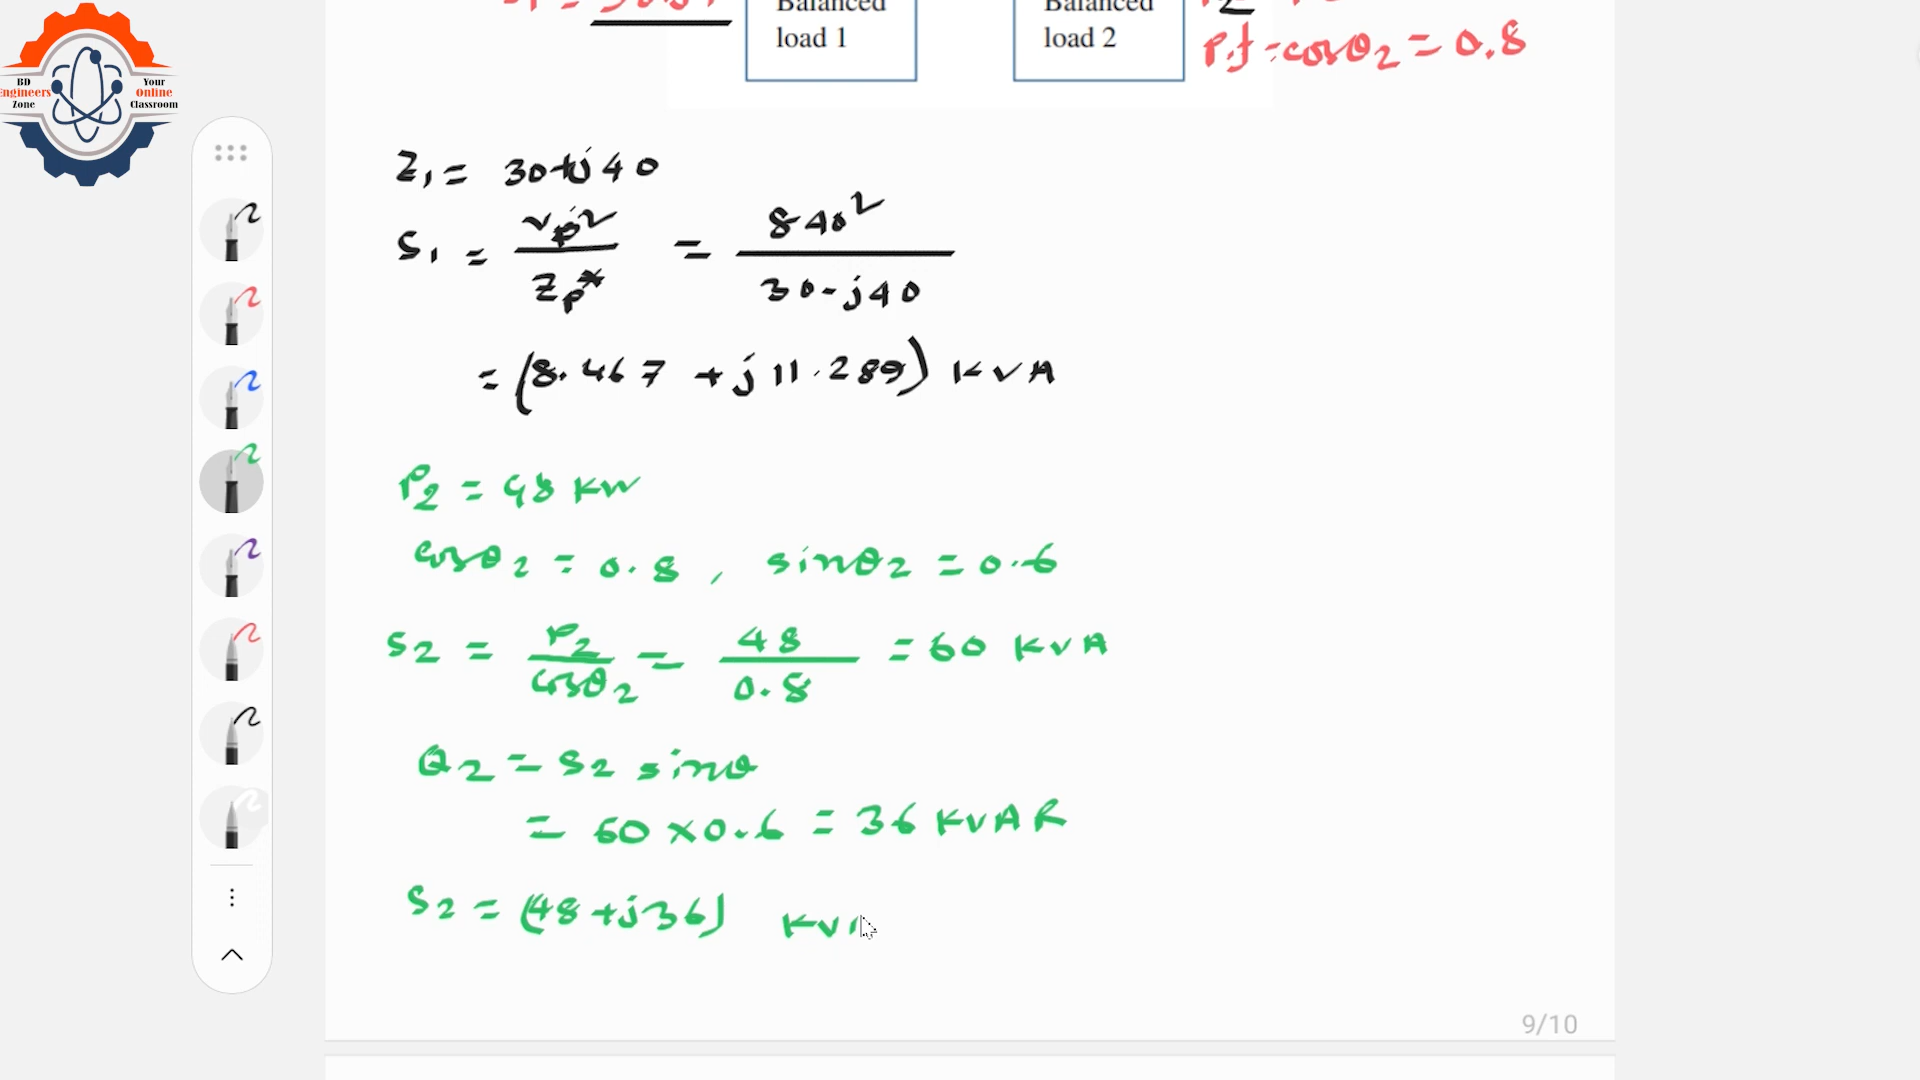 BD Engineers Zone
Your Online Classroom
Balanced
load 1
Balanced
load 2
P.f = cosθ2 = 0.8
Z1 = 30+j40
S1 = Vp² / Zp* = 840² / 30-j40
= (8.467 + j11.289) KVA
P2 = 48 KW
cosθ2 = 0.8 , sinθ2 = 0.6
S2 = P2 / cosθ2 = 48 / 0.8 = 60 KVA
Q2 = S2 sinθ
= 60 × 0.6 = 36 KVAR
S2 = (48+j36) KV
9/10